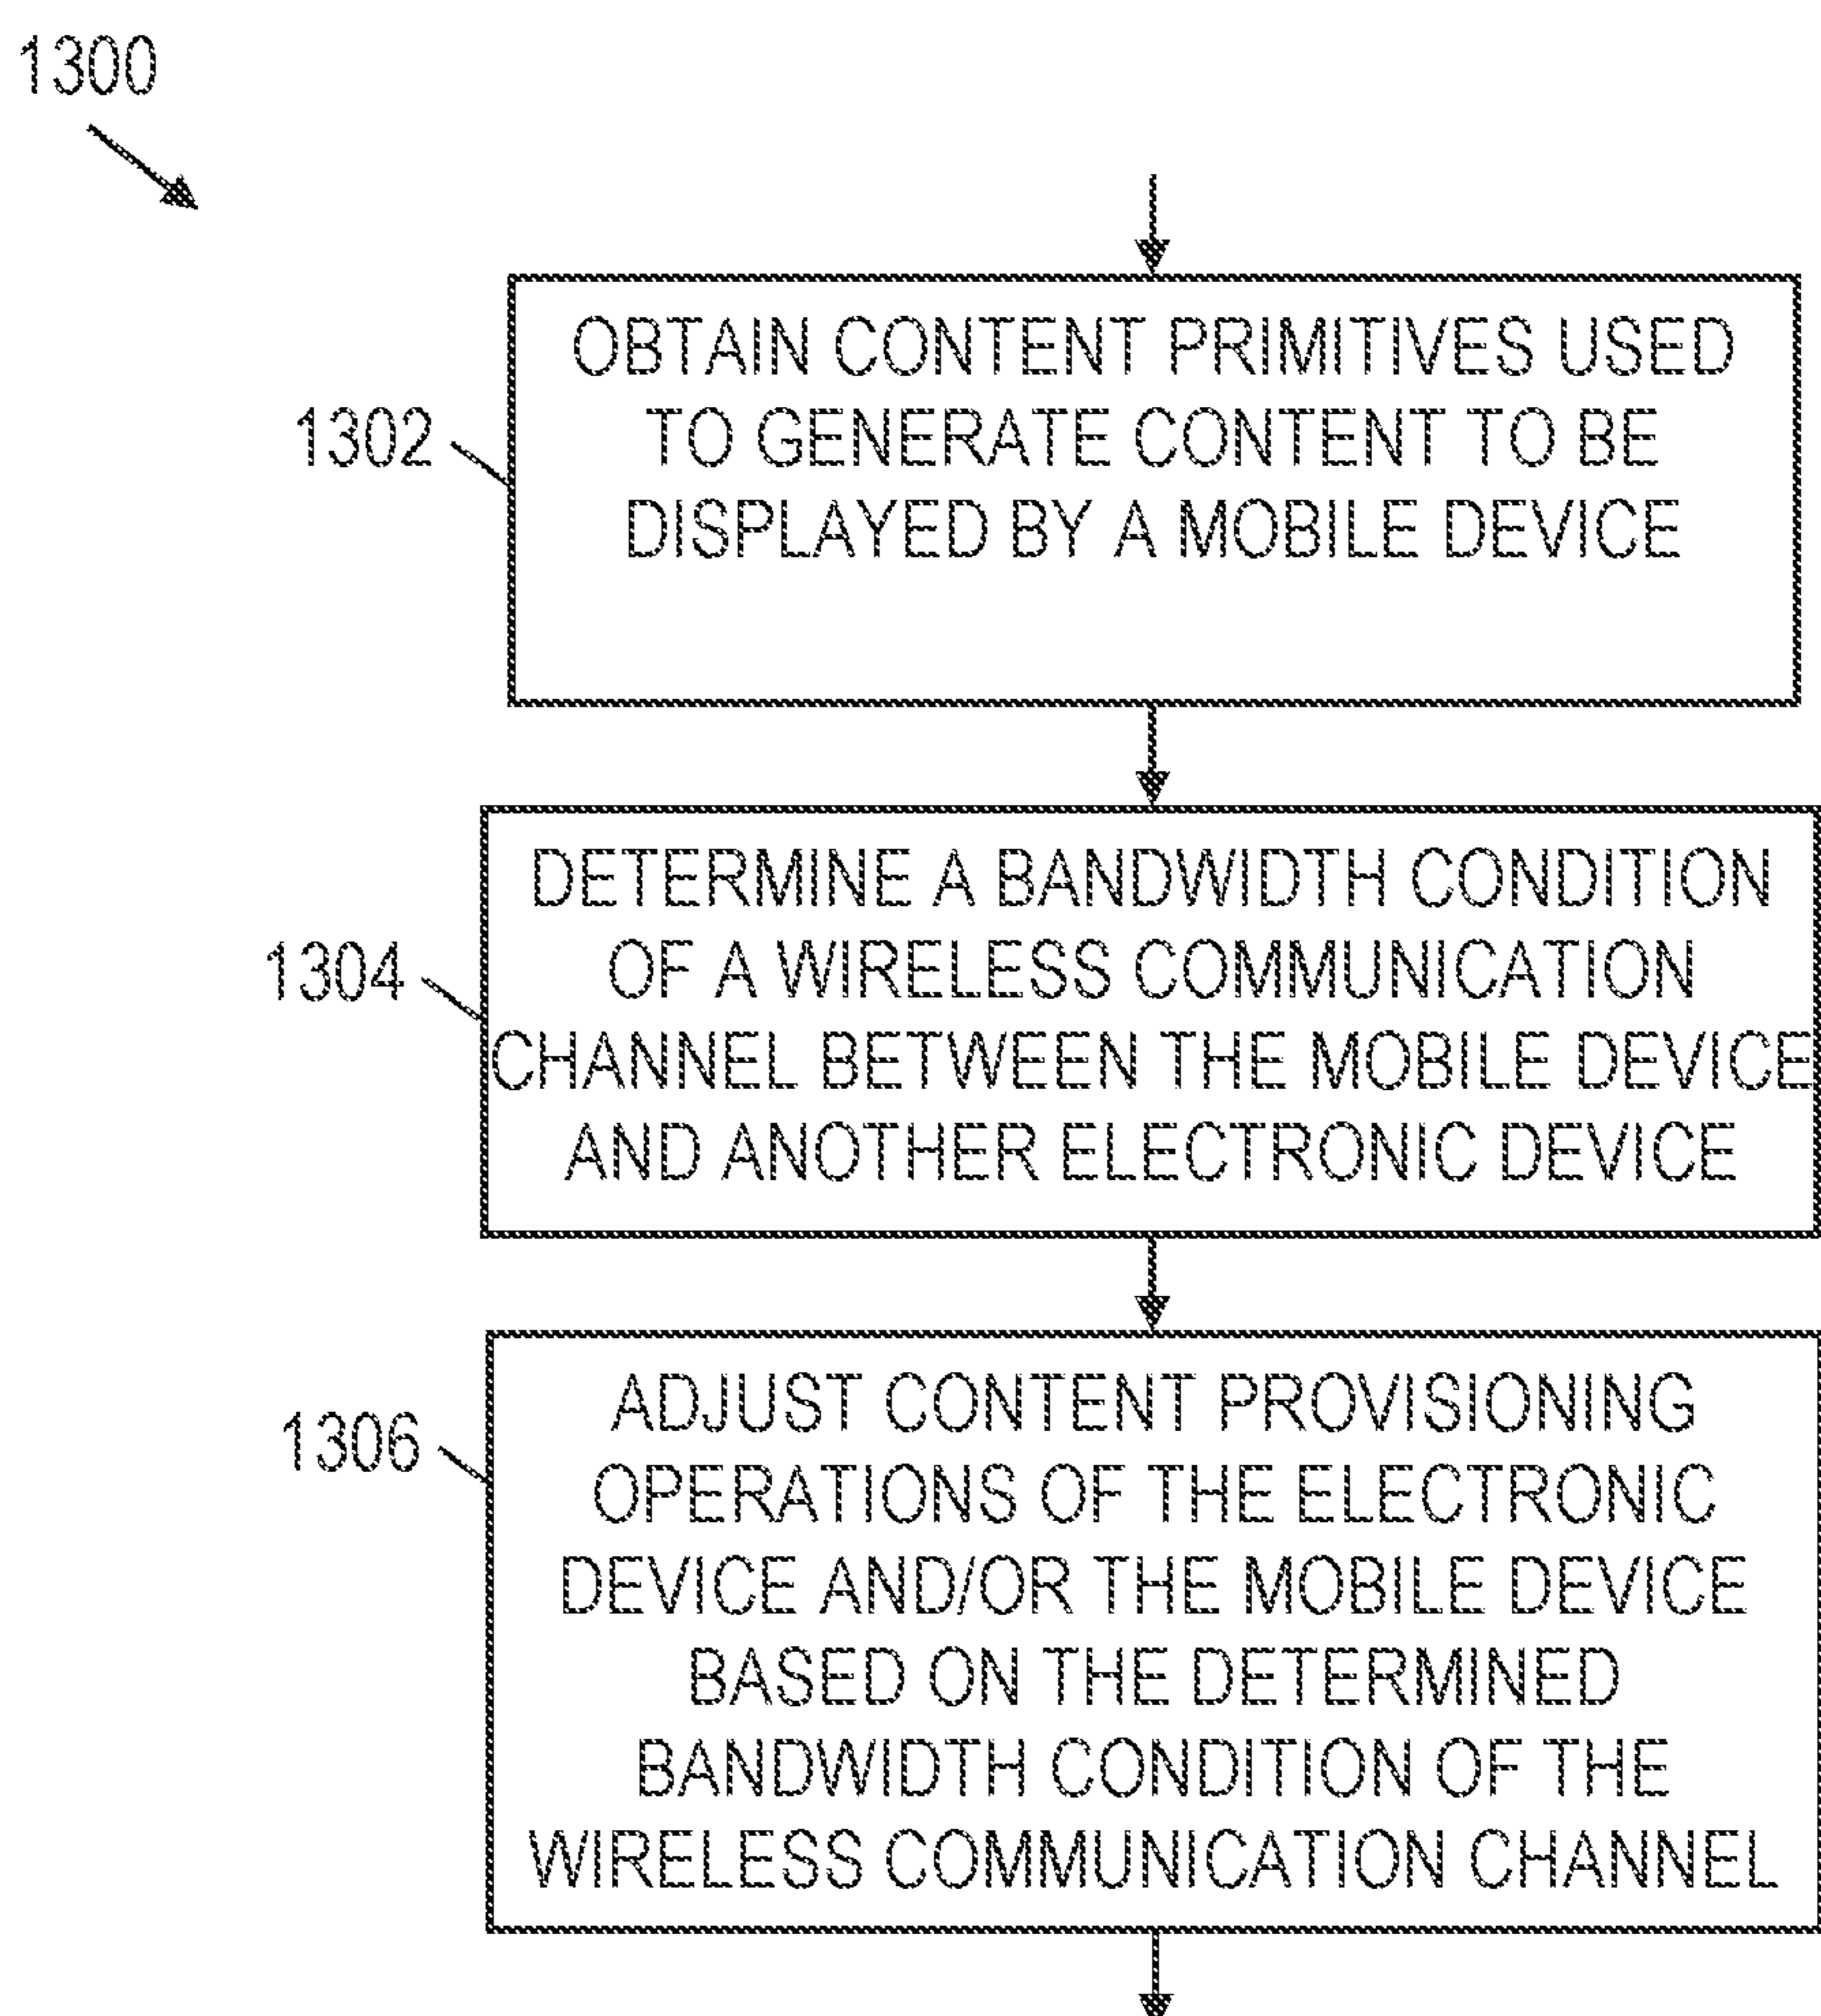 1300
OBTAIN CONTENT PRIMITIVES USED
TO GENERATE CONTENT TO BE
DISPLAYED BY A MOBILE DEVICE
1302
DETERMINE A BANDWIDTH CONDITION
OF A WIRELESS COMMUNICATION
CHANNEL BETWEEN THE MOBILE DEVICE
AND ANOTHER ELECTRONIC DEVICE
1304
ADJUST CONTENT PROVISIONING
OPERATIONS OF THE ELECTRONIC
DEVICE AND/OR THE MOBILE DEVICE
BASED ON THE DETERMINED
BANDWIDTH CONDITION OF THE
WIRELESS COMMUNICATION CHANNEL
1306